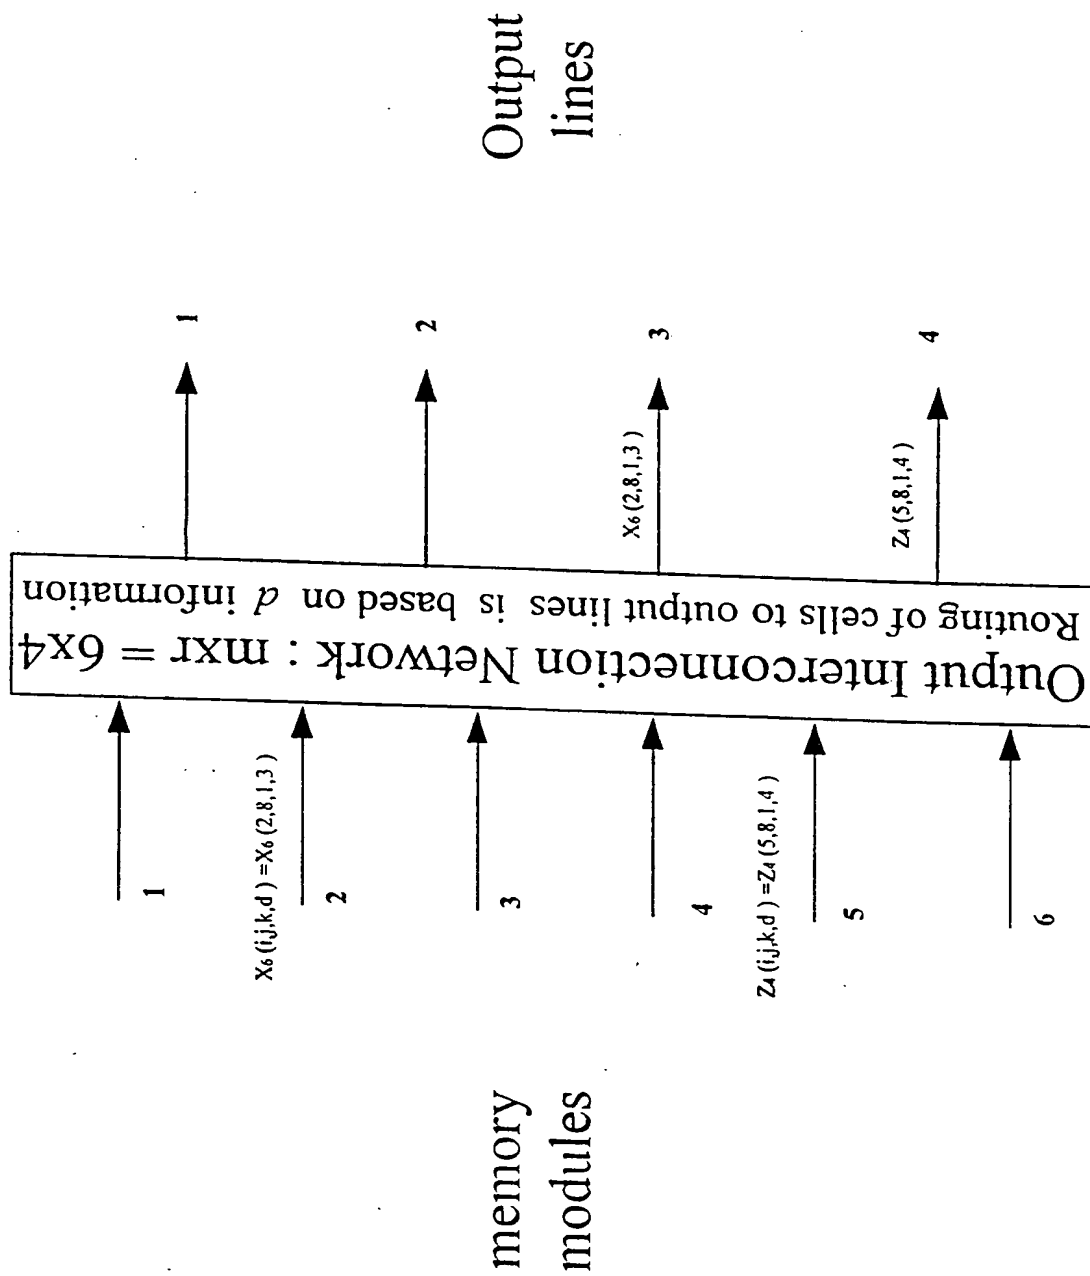 memory
modules
1
X6 (i,j,k,d ) =X6 (2,8,1,3 )
2
3
4
Z4 (i,j,k,d ) =Z4 (5,8,1,4 )
5
6
Output Interconnection Network : mxr = 6x4
Routing of cells to output lines is based on d information
1
2
X6 (2,8,1,3 )
3
Z4 (5,8,1,4 )
4
Output
lines